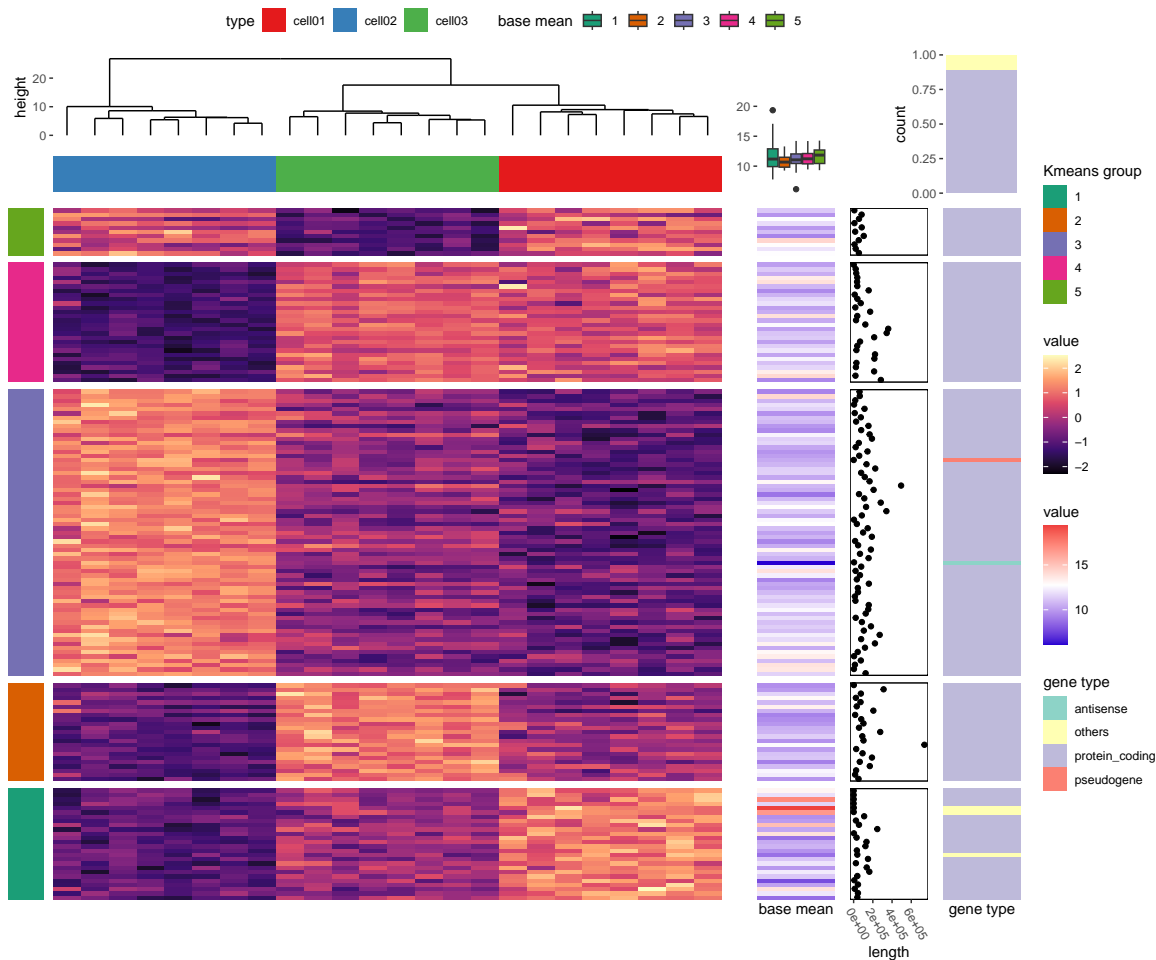 type cell01 cell02 cell03 base mean 1 2 3 4 5
height
20
10
0
20
15
10
count
1.00
0.75
0.50
0.25
0.00
Kmeans group
1
2
3
4
5
value
2
1
0
−1
−2
value
15
10
gene type
antisense
others
protein_coding
pseudogene
base mean
0e+00
2e+05
4e+05
6e+05
length
gene type